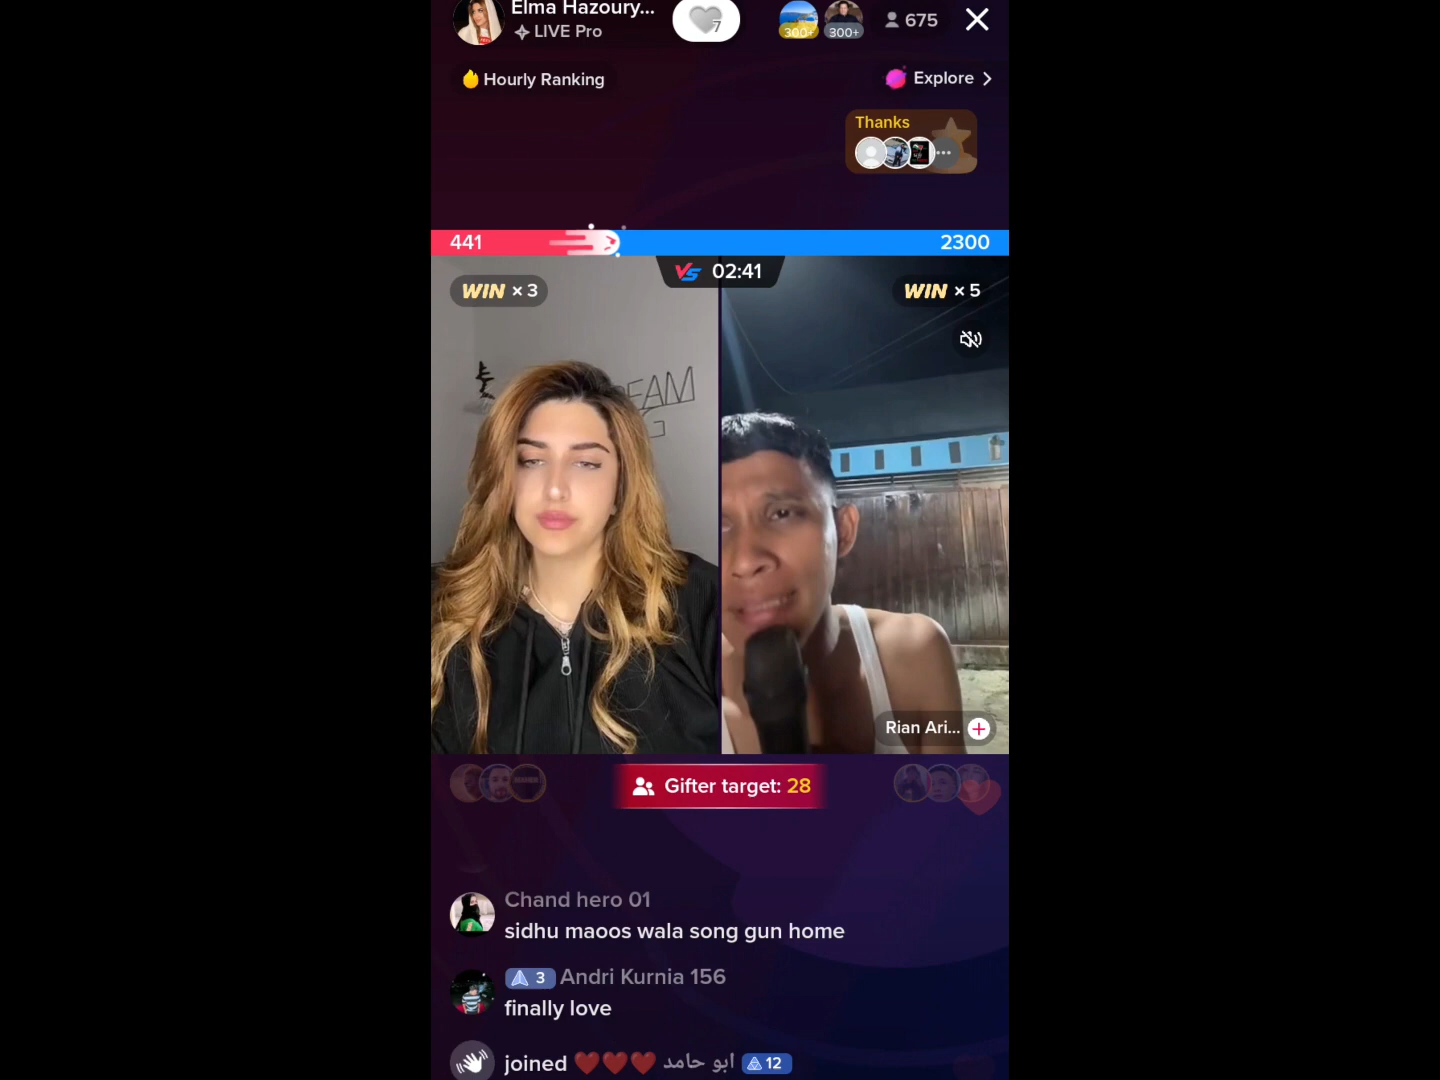 Elma Hazoury...
LIVE Pro
7
300+
300+
675
Hourly Ranking
Explore
Thanks
441
2300
VS 02:41
WIN × 3
WIN × 5
EAM
G
Rian Ari...
Gifter target: 28
Chand hero 01
sidhu maoos wala song gun home
3 Andri Kurnia 156
finally love
joined ❤️❤️❤️ ابو حامد 12